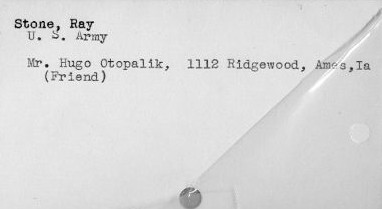 Stone, Ray
U. S. Army
Mr. Hugo Otopalik, 1112 Ridgewood, Ames,Ia
(Friend)